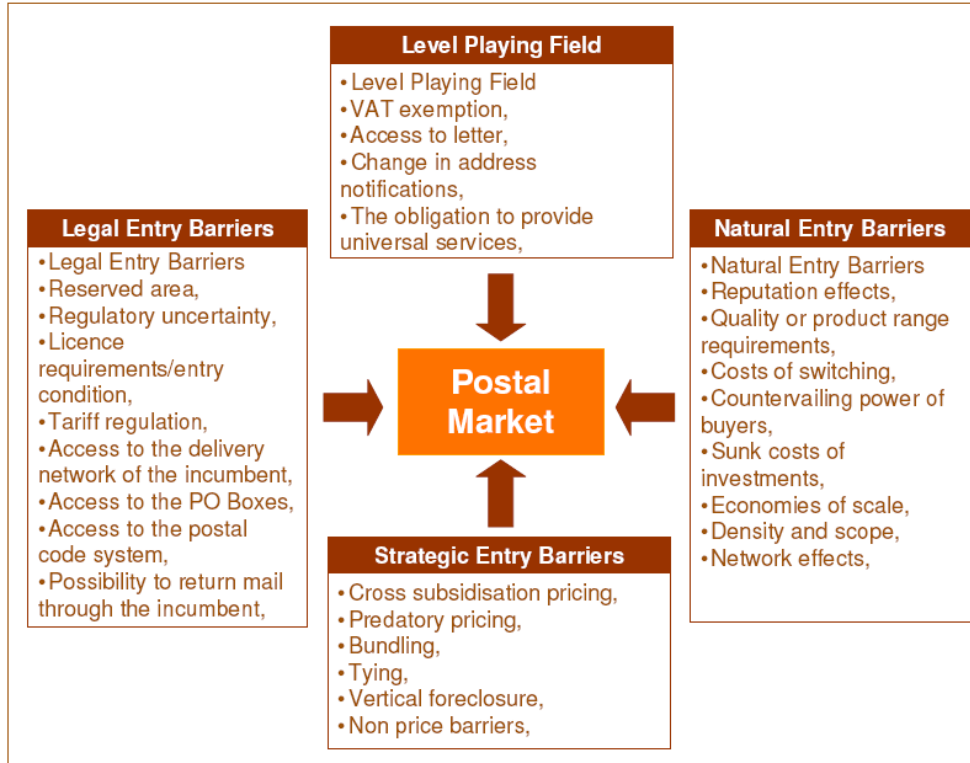 Level Playing Field
•Level Playing Field
•VAT exemption,
•Access to letter,
•Change in address
notifications,
•The obligation to provide
universal services,
Legal Entry Barriers
•Legal Entry Barriers
•Reserved area,
•Regulatory uncertainty,
•Licence
requirements/entry
condition,
•Tariff regulation,
•Access to the delivery
network of the incumbent,
•Access to the PO Boxes,
•Access to the postal
code system,
•Possibility to return mail
through the incumbent,
Postal
Market
Natural Entry Barriers
•Natural Entry Barriers
•Reputation effects,
•Quality or product range
requirements,
•Costs of switching,
•Countervailing power of
buyers,
•Sunk costs of
investments,
•Economies of scale,
•Density and scope,
•Network effects,
Strategic Entry Barriers
•Cross subsidisation pricing,
•Predatory pricing,
•Bundling,
•Tying,
•Vertical foreclosure,
•Non price barriers,